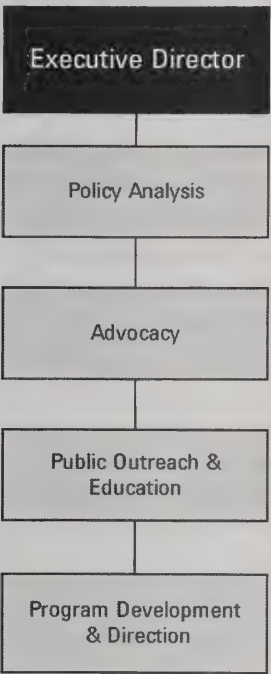 Executive Director
Policy Analysis
Advocacy
Public Outreach &
Education
Program Development
& Direction